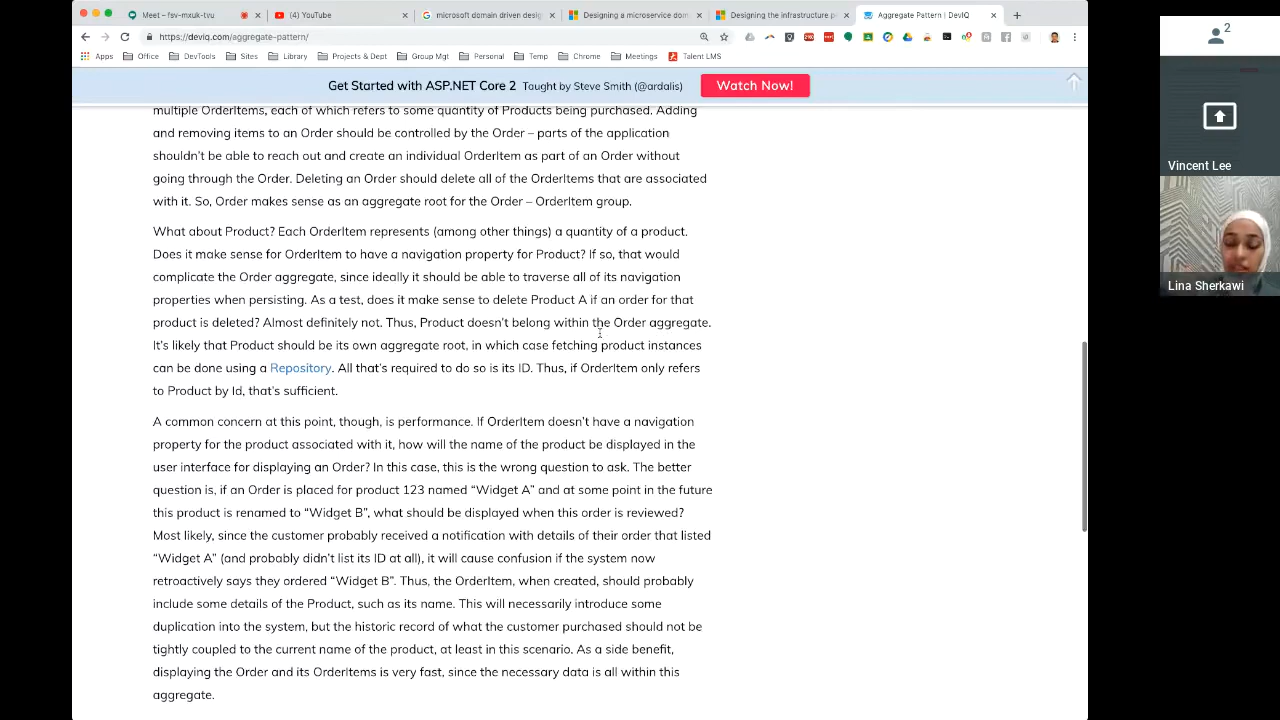 Meet – fsv-mxuk-tvu
(4) YouTube
microsoft domain driven desig
Designing a microservice dom
Designing the infrastructure pe
Aggregate Pattern | DevIQ
https://deviq.com/aggregate-pattern/
Apps
Office
DevTools
Sites
Library
Projects & Dept
Group Mgt
Personal
Temp
Chrome
Meetings
Talent LMS
Get Started with ASP.NET Core 2 Taught by Steve Smith (@ardalis) Watch Now!
multiple OrderItems, each of which refers to some quantity of Products being purchased. Adding
and removing items to an Order should be controlled by the Order – parts of the application
shouldn't be able to reach out and create an individual OrderItem as part of an Order without
going through the Order. Deleting an Order should delete all of the OrderItems that are associated
with it. So, Order makes sense as an aggregate root for the Order – OrderItem group.
What about Product? Each OrderItem represents (among other things) a quantity of a product.
Does it make sense for OrderItem to have a navigation property for Product? If so, that would
complicate the Order aggregate, since ideally it should be able to traverse all of its navigation
properties when persisting. As a test, does it make sense to delete Product A if an order for that
product is deleted? Almost definitely not. Thus, Product doesn't belong within the Order aggregate.
It's likely that Product should be its own aggregate root, in which case fetching product instances
can be done using a Repository. All that's required to do so is its ID. Thus, if OrderItem only refers
to Product by Id, that's sufficient.
A common concern at this point, though, is performance. If OrderItem doesn't have a navigation
property for the product associated with it, how will the name of the product be displayed in the
user interface for displaying an Order? In this case, this is the wrong question to ask. The better
question is, if an Order is placed for product 123 named “Widget A” and at some point in the future
this product is renamed to “Widget B”, what should be displayed when this order is reviewed?
Most likely, since the customer probably received a notification with details of their order that listed
“Widget A” (and probably didn't list its ID at all), it will cause confusion if the system now
retroactively says they ordered “Widget B”. Thus, the OrderItem, when created, should probably
include some details of the Product, such as its name. This will necessarily introduce some
duplication into the system, but the historic record of what the customer purchased should not be
tightly coupled to the current name of the product, at least in this scenario. As a side benefit,
displaying the Order and its OrderItems is very fast, since the necessary data is all within this
aggregate.
2
Vincent Lee
Lina Sherkawi